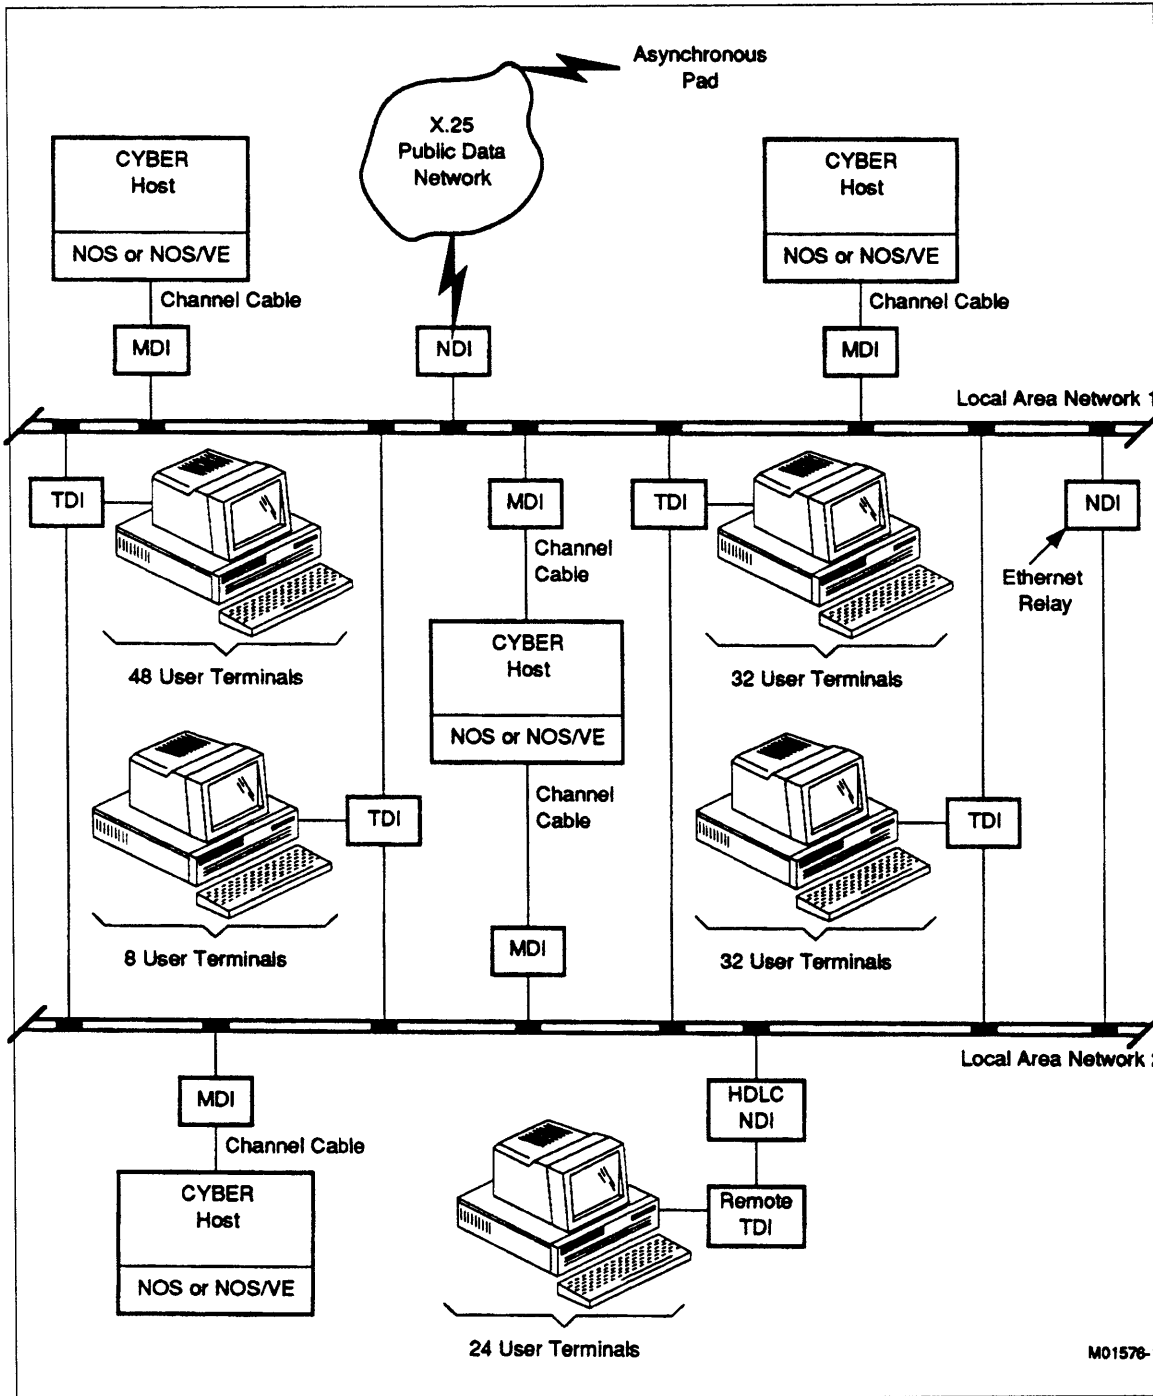 Asynchronous
Pad
X.25
Public Data
Network
CYBER
Host
NOS or NOS/VE
Channel Cable
MDI
NDI
CYBER
Host
NOS or NOS/VE
Channel Cable
MDI
Local Area Network 1
TDI
48 User Terminals
MDI
Channel
Cable
TDI
32 User Terminals
NDI
Ethernet
Relay
CYBER
Host
NOS or NOS/VE
Channel
Cable
MDI
TDI
8 User Terminals
TDI
32 User Terminals
Local Area Network 2
MDI
Channel Cable
CYBER
Host
NOS or NOS/VE
HDLC
NDI
Remote
TDI
24 User Terminals
M01576-